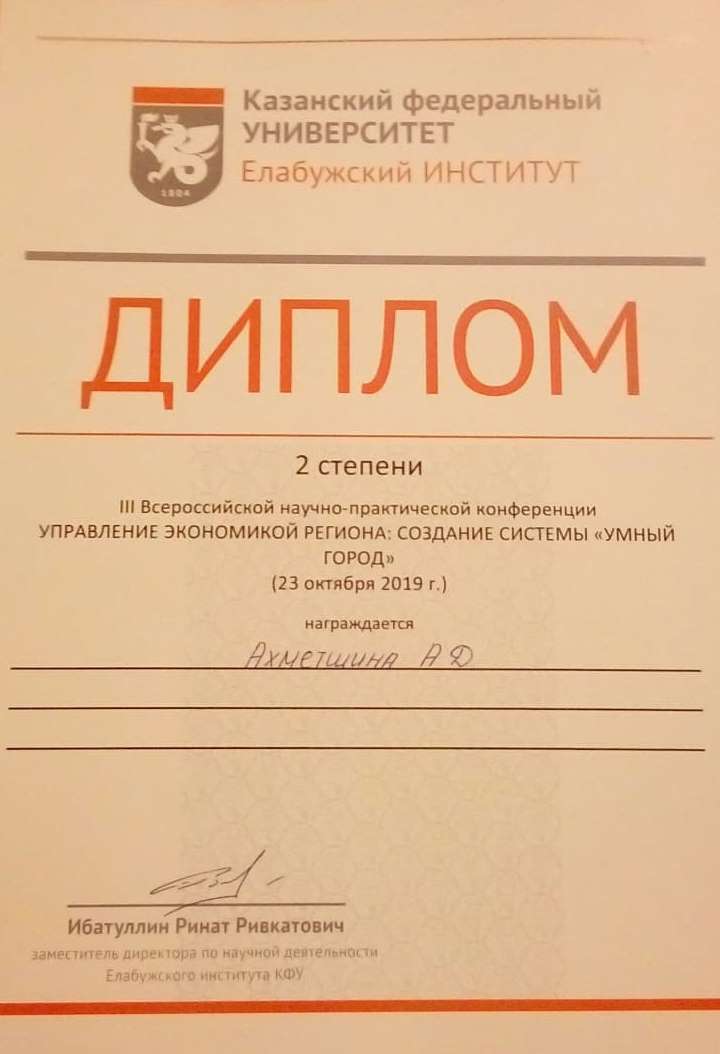 Казанский федеральный
УНИВЕРСИТЕТ
Елабужский ИНСТИТУТ
1804
ДИПЛОМ
2 степени
III Всероссийской научно-практической конференции
УПРАВЛЕНИЕ ЭКОНОМИКОЙ РЕГИОНА: СОЗДАНИЕ СИСТЕМЫ «УМНЫЙ
ГОРОД»
(23 октября 2019 г.)
награждается
Ахметшина А Д
Ибатуллин Ринат Ривкатович
заместитель директора по научной деятельности
Елабужского института КФУ